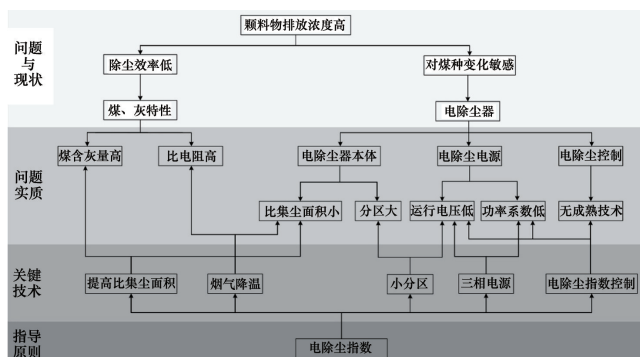 颗料物排放浓度高
问题
与
现状
除尘效率低
对煤种变化敏感
煤、灰特性
电除尘器
问题
实质
煤含灰量高
比电阻高
电除尘器本体
电除尘电源
电除尘控制
比集尘面积小
分区大
运行电压低
功率系数低
无成熟技术
关键
技术
提高比集尘面积
烟气降温
小分区
三相电源
电除尘指数控制
指导
原则
电除尘指数